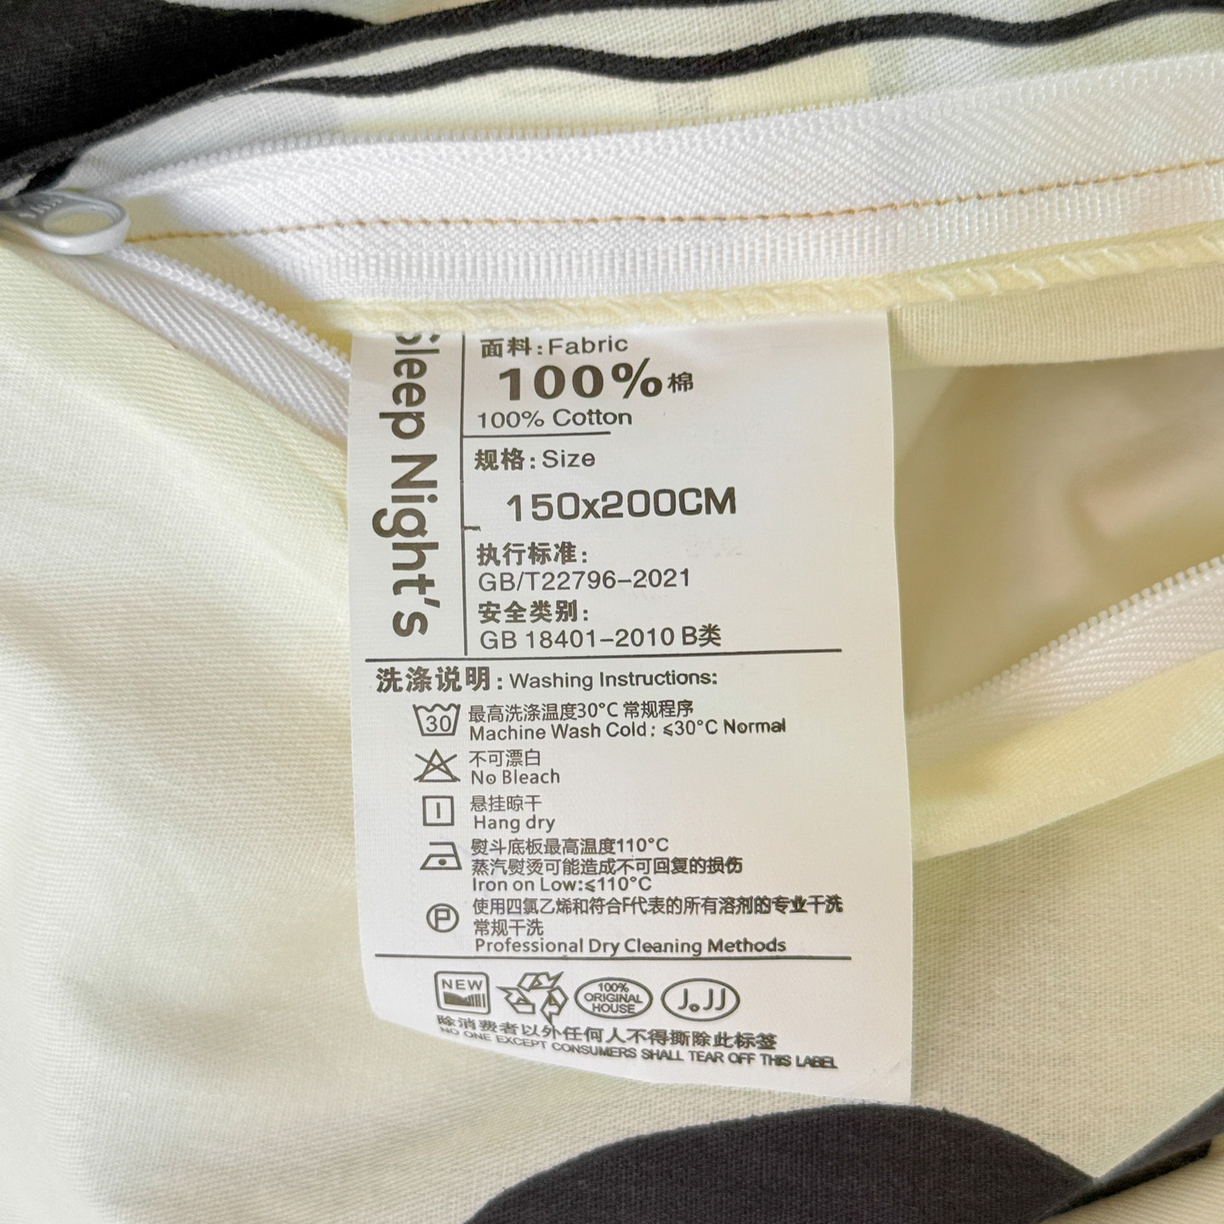 Sleep Night's
面料:Fabric
100%棉
100% Cotton
规格:Size
150x200CM
执行标准:
GB/T22796-2021
安全类别:
GB 18401-2010 B类
洗涤说明: Washing Instructions:
30 最高洗涤温度30°C 常规程序
Machine Wash Cold: ≤30°C Normal
不可漂白
No Bleach
悬挂晾干
Hang dry
熨斗底板最高温度110°C
蒸汽熨烫可能造成不可回复的损伤
Iron on Low:≤110°C
P 使用四氯乙烯和符合F代表的所有溶剂的专业干洗
常规干洗
Professional Dry Cleaning Methods
NEW
100%
ORIGINAL
HOUSE
J.JJ
除消费者以外任何人不得撕除此标签
NO ONE EXCEPT CONSUMERS SHALL TEAR OFF THIS LABEL